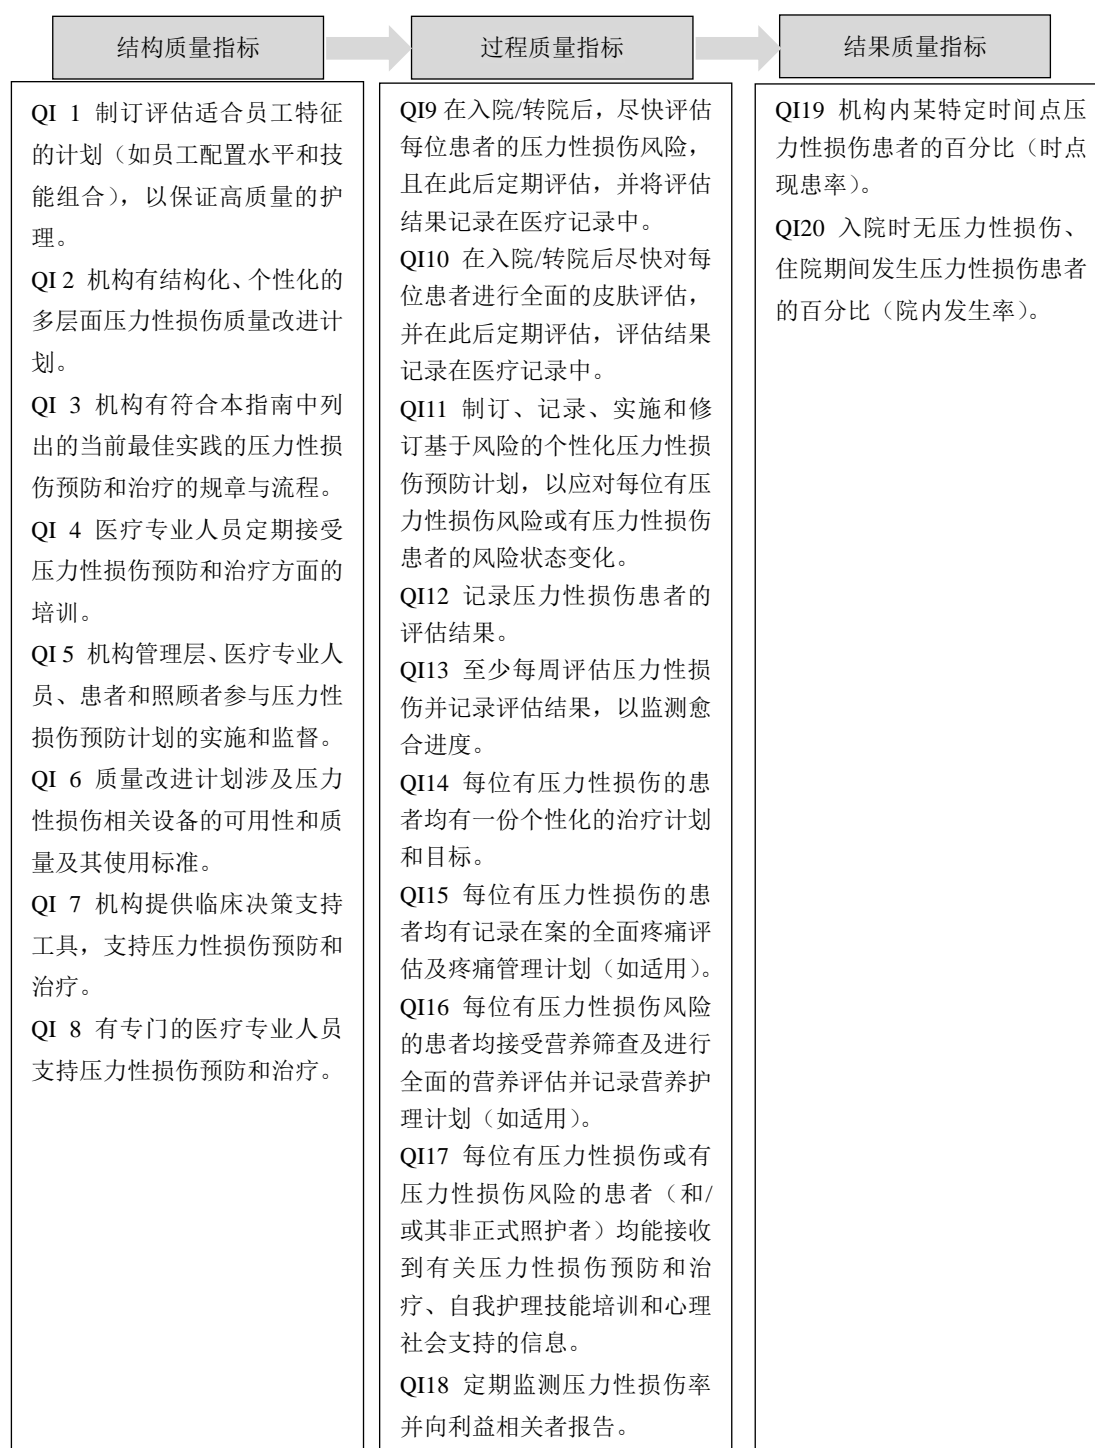 结构质量指标
过程质量指标
结果质量指标
QI 1 制订评估适合员工特征
的计划（如员工配置水平和技
能组合），以保证高质量的护
理。
QI 2 机构有结构化、个性化的
多层面压力性损伤质量改进计
划。
QI 3 机构有符合本指南中列
出的当前最佳实践的压力性损
伤预防和治疗的规章与流程。
QI 4 医疗专业人员定期接受
压力性损伤预防和治疗方面的
培训。
QI 5 机构管理层、医疗专业人
员、患者和照顾者参与压力性
损伤预防计划的实施和监督。
QI 6 质量改进计划涉及压力
性损伤相关设备的可用性和质
量及其使用标准。
QI 7 机构提供临床决策支持
工具，支持压力性损伤预防和
治疗。
QI 8 有专门的医疗专业人员
支持压力性损伤预防和治疗。
QI9 在入院/转院后，尽快评估
每位患者的压力性损伤风险，
且在此后定期评估，并将评估
结果记录在医疗记录中。
QI10 在入院/转院后尽快对每
位患者进行全面的皮肤评估，
并在此后定期评估，评估结果
记录在医疗记录中。
QI11 制订、记录、实施和修
订基于风险的个性化压力性损
伤预防计划，以应对每位有压
力性损伤风险或有压力性损伤
患者的风险状态变化。
QI12 记录压力性损伤患者的
评估结果。
QI13 至少每周评估压力性损
伤并记录评估结果，以监测愈
合进度。
QI14 每位有压力性损伤的患
者均有一份个性化的治疗计划
和目标。
QI15 每位有压力性损伤的患
者均有记录在案的全面疼痛评
估及疼痛管理计划（如适用）。
QI16 每位有压力性损伤风险
的患者均接受营养筛查及进行
全面的营养评估并记录营养护
理计划（如适用）。
QI17 每位有压力性损伤或有
压力性损伤风险的患者（和/
或其非正式照护者）均能接收
到有关压力性损伤预防和治
疗、自我护理技能培训和心理
社会支持的信息。
QI18 定期监测压力性损伤率
并向利益相关者报告。
QI19 机构内某特定时间点压
力性损伤患者的百分比（时点
现患率）。
QI20 入院时无压力性损伤、
住院期间发生压力性损伤患者
的百分比（院内发生率）。